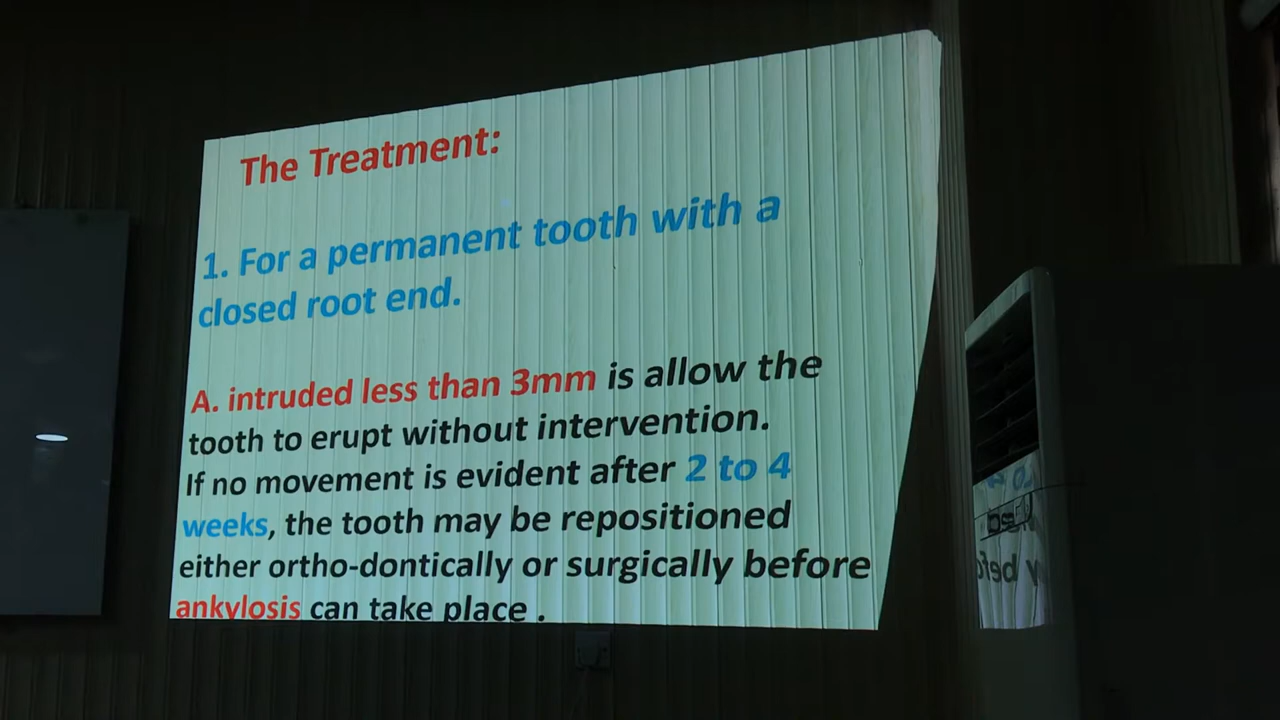 The Treatment:
1. For a permanent tooth with a
closed root end.
A. intruded less than 3mm is allow the
tooth to erupt without intervention.
If no movement is evident after 2 to 4
weeks, the tooth may be repositioned
either ortho-dontically or surgically before
ankylosis can take place .